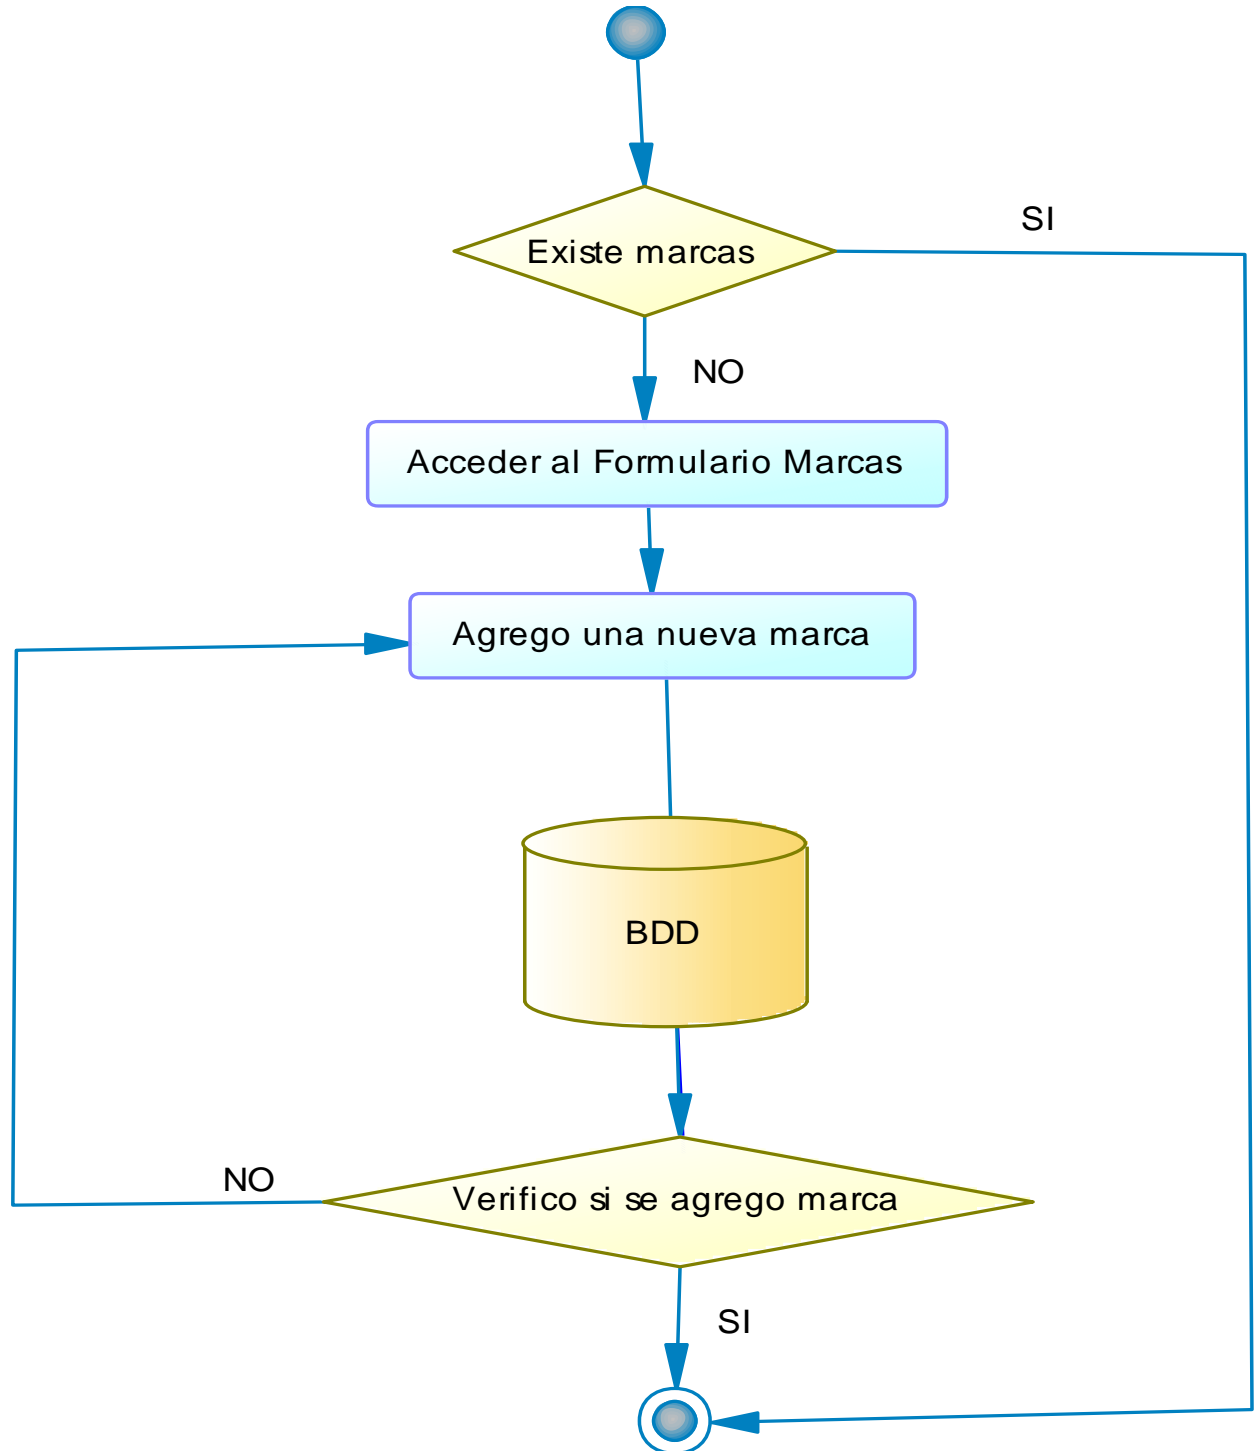 Existe marcas
SI
NO
Acceder al Formulario Marcas
Agrego una nueva marca
BDD
NO
Verifico si se agrego marca
SI